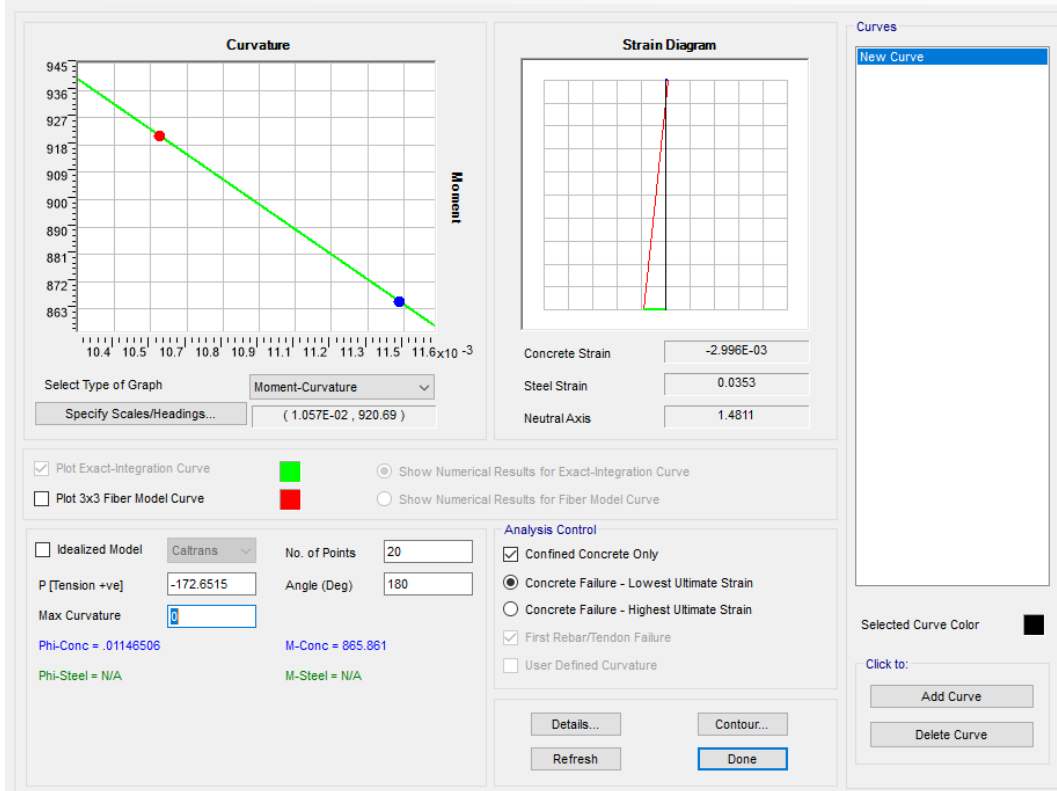 Curvature
945
936
927
918
909
900
890
881
872
863
Moment
10.4 10.5 10.7 10.8 10.9 11.1 11.2 11.3 11.5 11.6 x10 -3
Select Type of Graph
Moment-Curvature
Specify Scales/Headings...
( 1.057E-02 , 920.69 )
Strain Diagram
Concrete Strain
-2.996E-03
Steel Strain
0.0353
Neutral Axis
1.4811
Plot Exact-Integration Curve
Show Numerical Results for Exact-Integration Curve
Plot 3x3 Fiber Model Curve
Show Numerical Results for Fiber Model Curve
Idealized Model
Caltrans
No. of Points
20
P [Tension +ve]
-172.6515
Angle (Deg)
180
Max Curvature
0
Phi-Conc = .01146506
M-Conc = 865.861
Phi-Steel = N/A
M-Steel = N/A
Analysis Control
Confined Concrete Only
Concrete Failure - Lowest Ultimate Strain
Concrete Failure - Highest Ultimate Strain
First Rebar/Tendon Failure
User Defined Curvature
Details...
Contour...
Refresh
Done
Curves
New Curve
Selected Curve Color
Click to:
Add Curve
Delete Curve